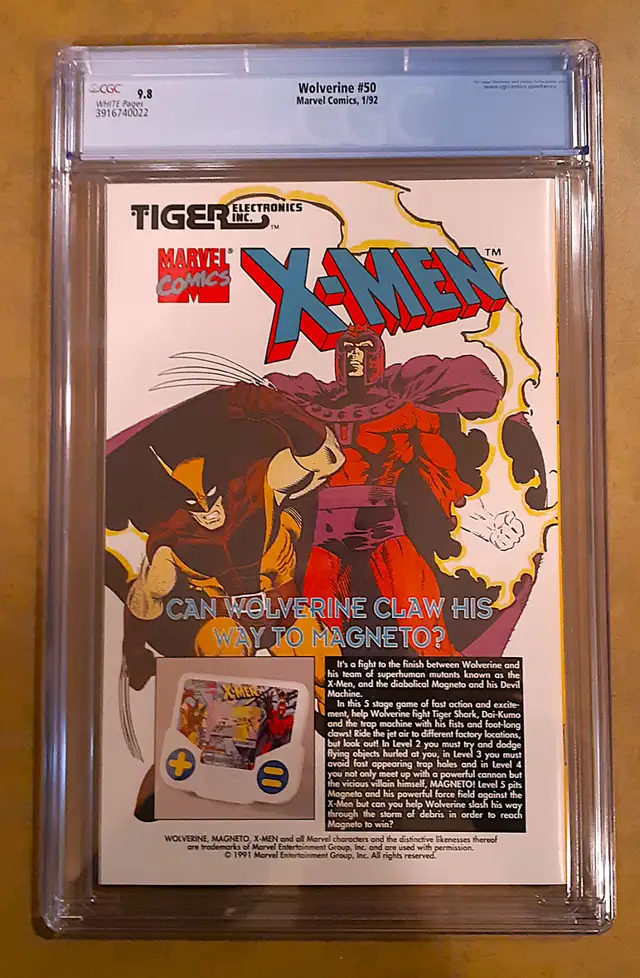 CGC 9.8
WHITE Pages
3916740022
Wolverine #50
Marvel Comics, 1/92
TIGER ELECTRONICS INC.™
MARVEL® COMICS
X-MEN™
CAN WOLVERINE CLAW HIS
WAY TO MAGNETO?
X-MEN
It's a fight to the finish between Wolverine and
his team of superhuman mutants known as the
X-Men, and the diabolical Magneto and his Devil
Machine.
In this 5 stage game of fast action and excite-
ment, help Wolverine fight Tiger Shark, Dai-Kumo
and the trap machine with his fists and foot-long
claws! Ride the jet air to different factory locations,
but look out! In Level 2 you must try and dodge
flying objects hurled at you, in Level 3 you must
avoid fast appearing trap holes and in Level 4
you not only meet up with a powerful cannon but
the vicious villain himself, MAGNETO! Level 5 pits
Magneto and his powerful force field against the
X-Men but can you help Wolverine slash his way
through the storm of debris in order to reach
Magneto to win?
WOLVERINE, MAGNETO, X-MEN and all Marvel characters and the distinctive likenesses thereof
are trademarks of Marvel Entertainment Group, Inc. and are used with permission.
© 1991 Marvel Entertainment Group, Inc. All rights reserved.